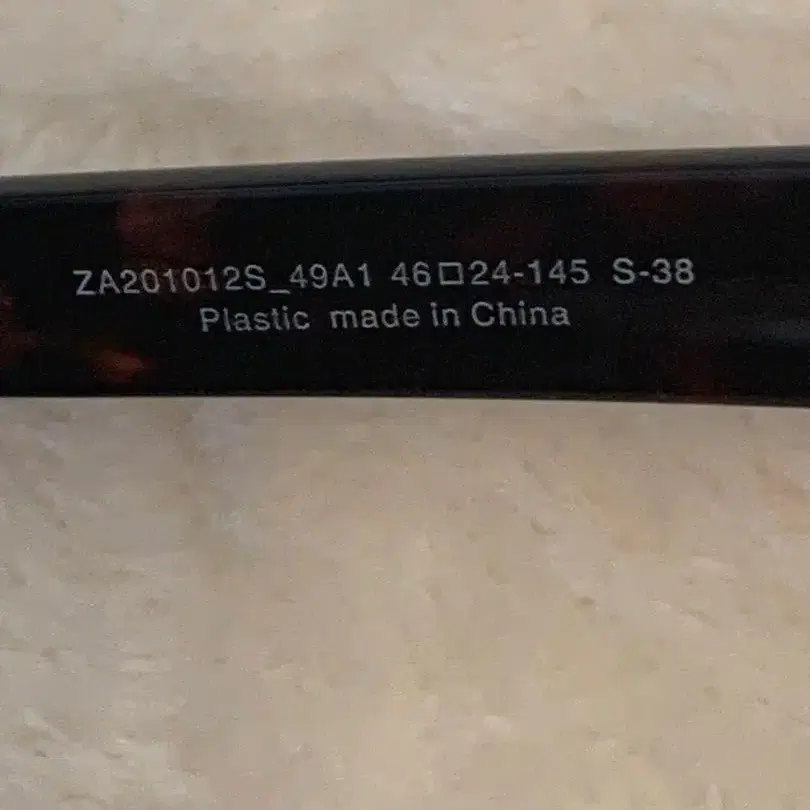 ZA201012S_49A1 46□24-145 S-38
Plastic made in China